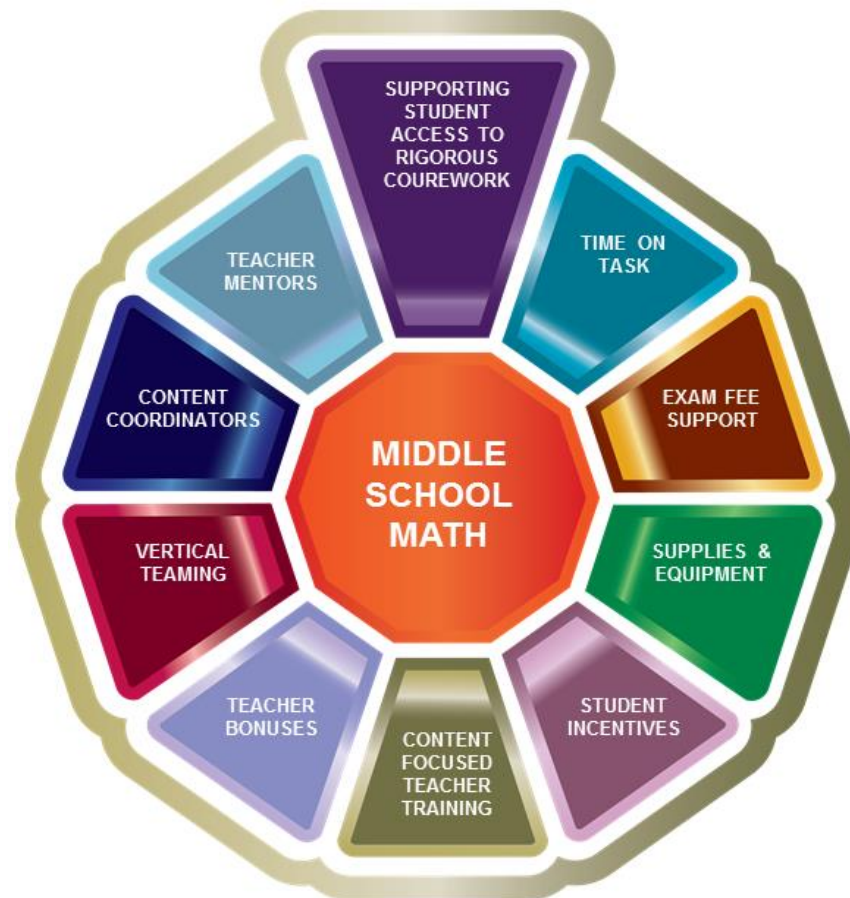 SUPPORTING
STUDENT
ACCESS TO
RIGOROUS
COUREWORK
TIME ON
TASK
EXAM FEE
SUPPORT
SUPPLIES &
EQUIPMENT
STUDENT
INCENTIVES
CONTENT
FOCUSED
TEACHER
TRAINING
TEACHER
BONUSES
VERTICAL
TEAMING
CONTENT
COORDINATORS
TEACHER
MENTORS
MIDDLE
SCHOOL
MATH